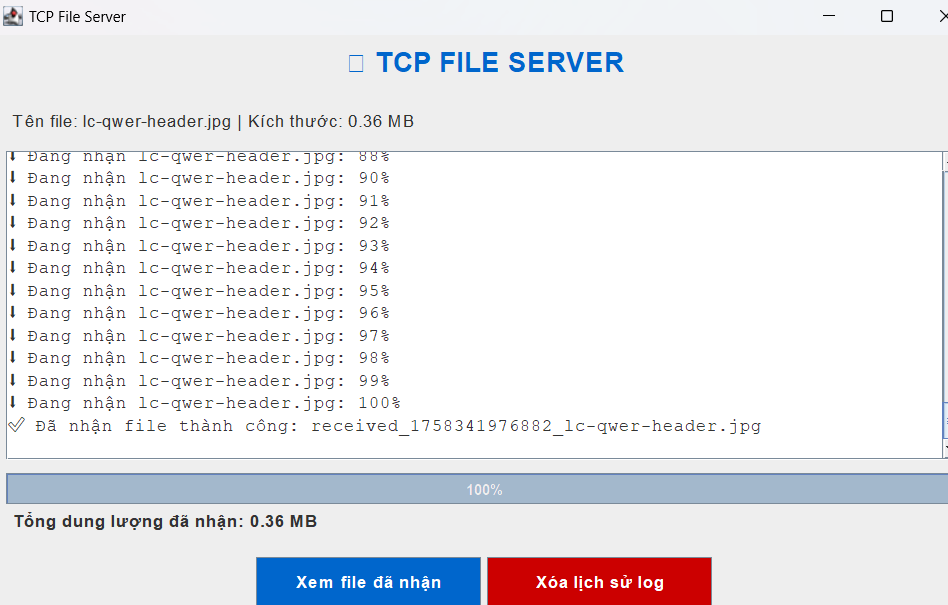 TCP File Server
TCP FILE SERVER
Tên file: lc-qwer-header.jpg | Kích thước: 0.36 MB
⬇ Đang nhận lc-qwer-header.jpg: 88%
⬇ Đang nhận lc-qwer-header.jpg: 90%
⬇ Đang nhận lc-qwer-header.jpg: 91%
⬇ Đang nhận lc-qwer-header.jpg: 92%
⬇ Đang nhận lc-qwer-header.jpg: 93%
⬇ Đang nhận lc-qwer-header.jpg: 94%
⬇ Đang nhận lc-qwer-header.jpg: 95%
⬇ Đang nhận lc-qwer-header.jpg: 96%
⬇ Đang nhận lc-qwer-header.jpg: 97%
⬇ Đang nhận lc-qwer-header.jpg: 98%
⬇ Đang nhận lc-qwer-header.jpg: 99%
⬇ Đang nhận lc-qwer-header.jpg: 100%
✅ Đã nhận file thành công: received_1758341976882_lc-qwer-header.jpg
100%
Tổng dung lượng đã nhận: 0.36 MB
Xem file đã nhận
Xóa lịch sử log